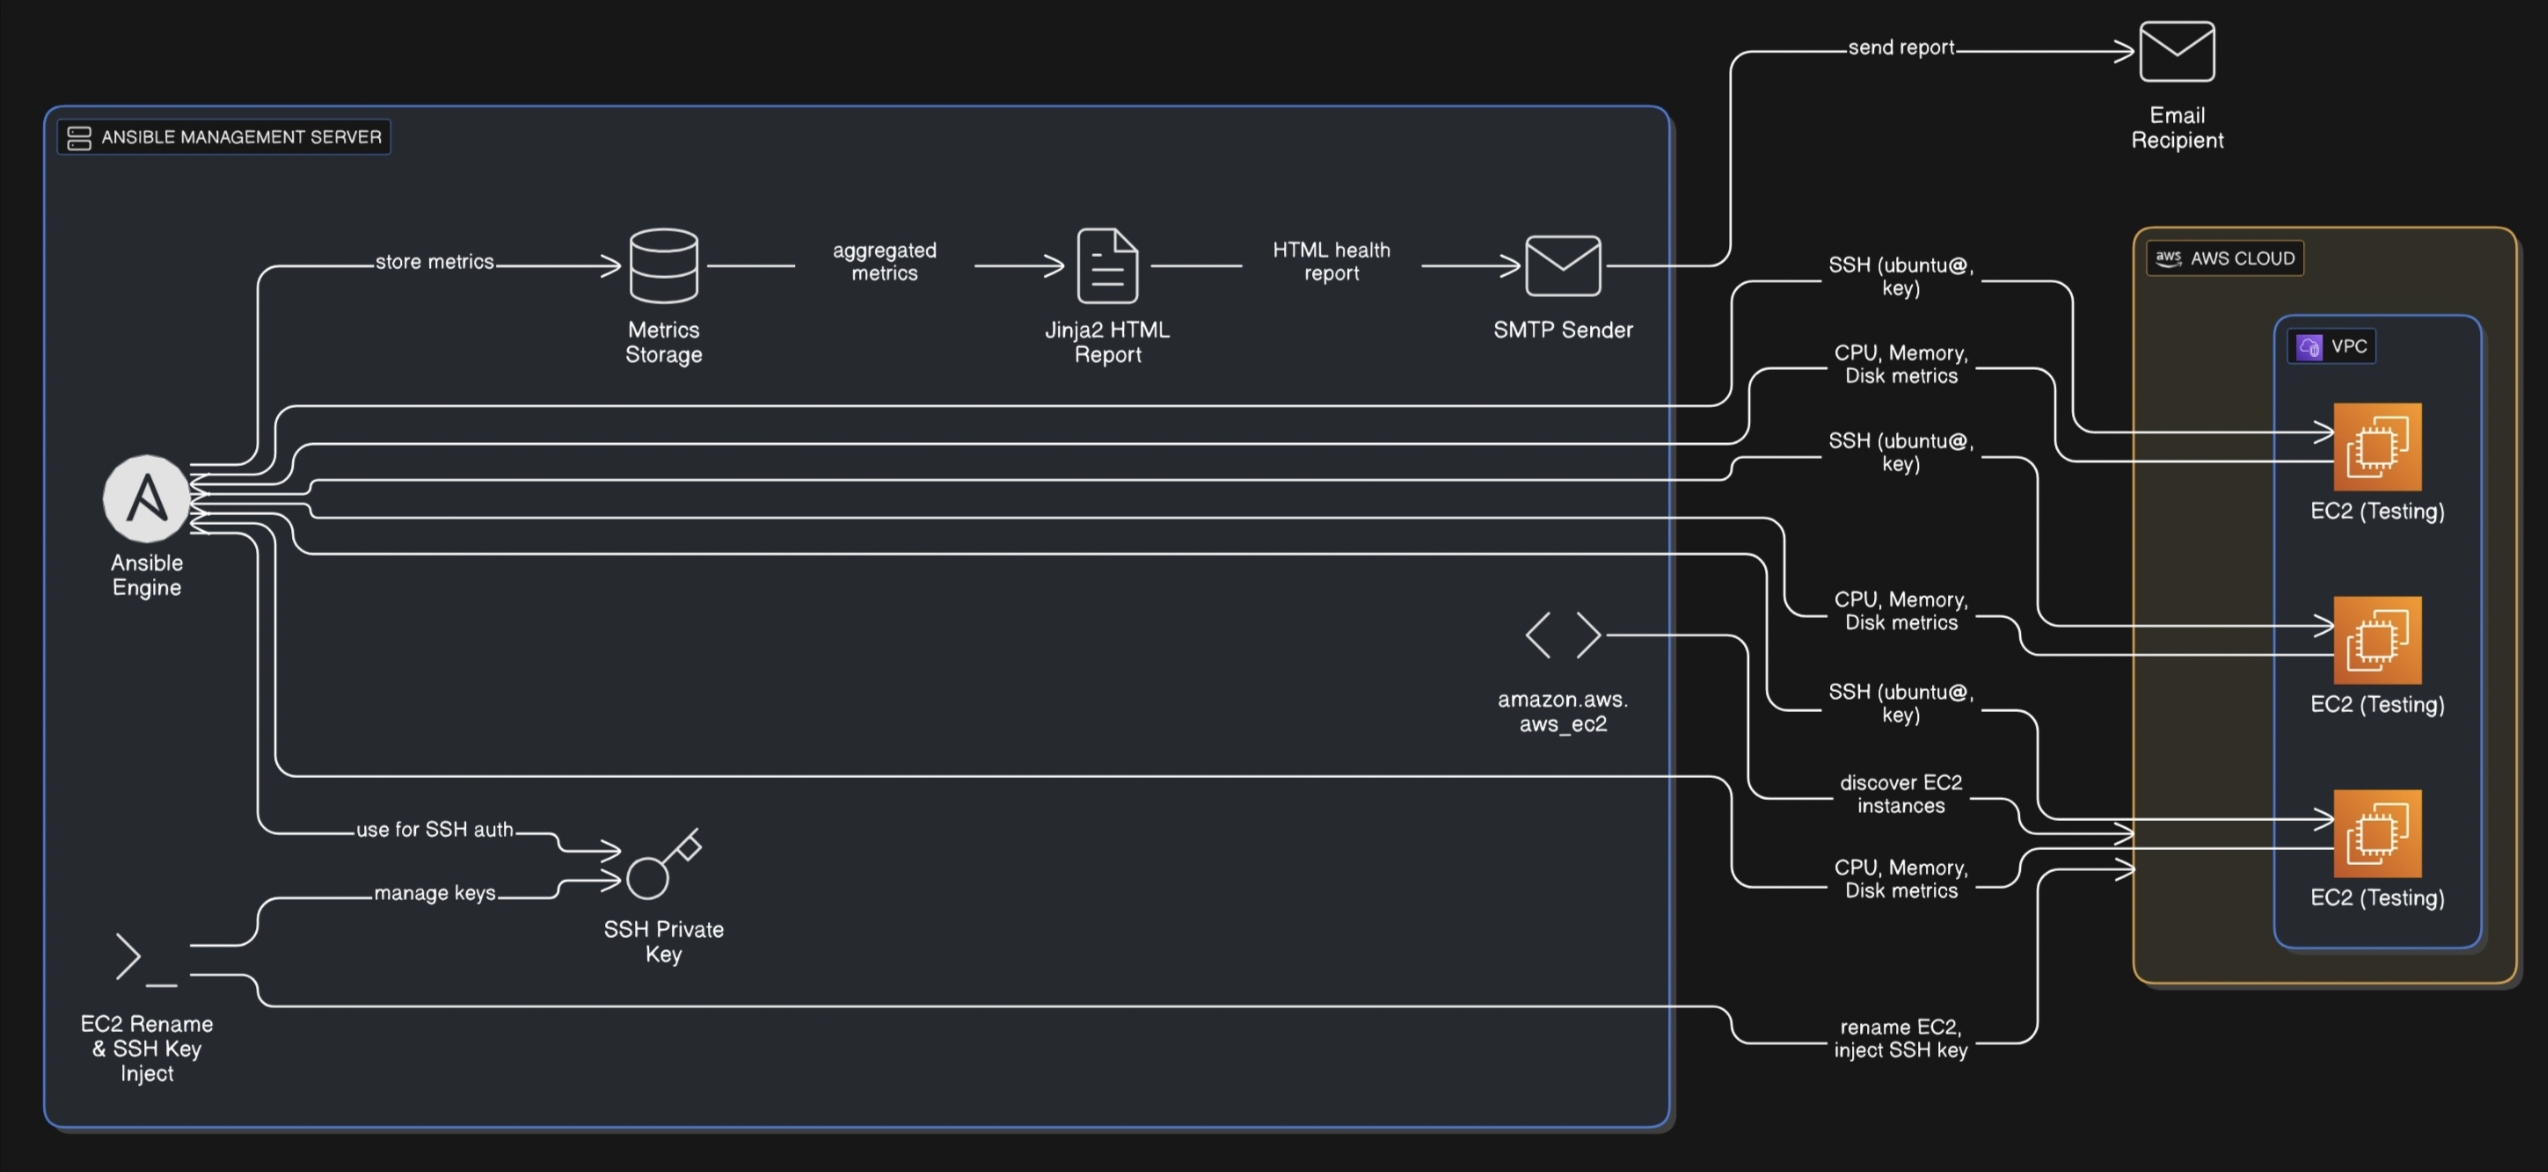 send report
Email
Recipient
ANSIBLE MANAGEMENT SERVER
store metrics
aggregated
metrics
HTML health
report
Metrics
Storage
Jinja2 HTML
Report
SMTP Sender
SSH (ubuntu@,
key)
aws AWS CLOUD
CPU, Memory,
Disk metrics
VPC
SSH (ubuntu@,
key)
EC2 (Testing)
Ansible
Engine
CPU, Memory,
Disk metrics
EC2 (Testing)
amazon.aws.
aws_ec2
SSH (ubuntu@,
key)
discover EC2
instances
use for SSH auth
CPU, Memory,
Disk metrics
EC2 (Testing)
manage keys
SSH Private
Key
EC2 Rename
& SSH Key
Inject
rename EC2,
inject SSH key